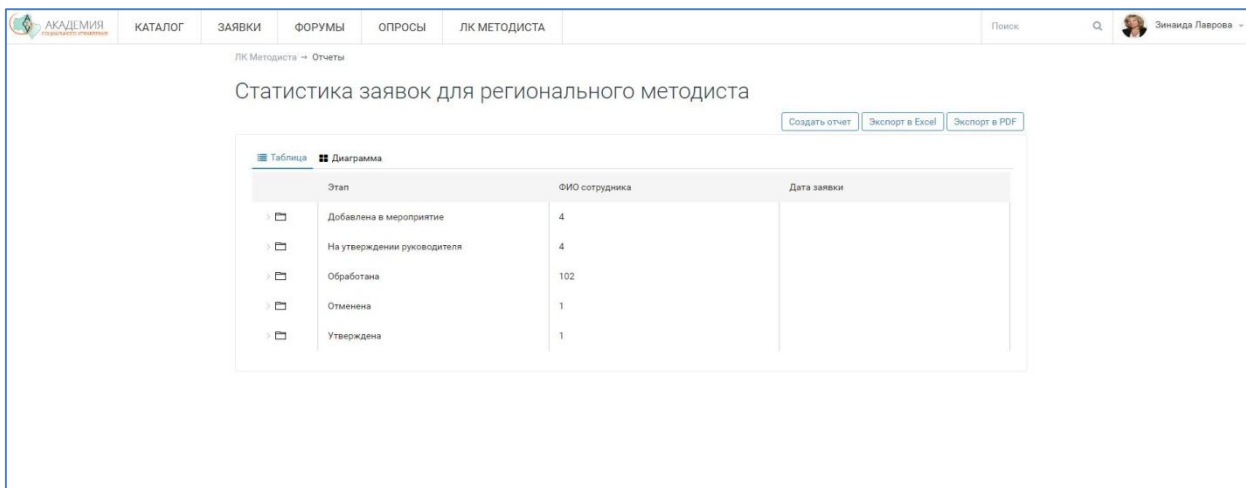 АКАДЕМИЯ
СОЦИАЛЬНОГО УПРАВЛЕНИЯ
КАТАЛОГ ЗАЯВКИ ФОРУМЫ ОПРОСЫ ЛК МЕТОДИСТА Поиск Зинаида Лаврова
ЛК Методиста → Отчеты
Статистика заявок для регионального методиста
Создать отчет Экспорт в Excel Экспорт в PDF
Таблица Диаграмма
Этап ФИО сотрудника Дата заявки
Добавлена в мероприятие 4
На утверждении руководителя 4
Обработана 102
Отменена 1
Утверждена 1